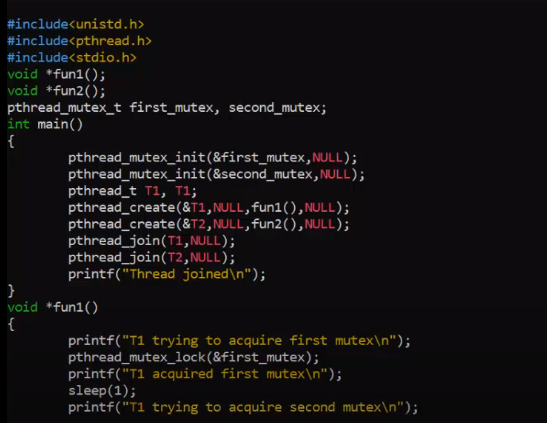 #include<unistd.h>
#include<pthread.h>
#include<stdio.h>
void *fun1();
void *fun2();
pthread_mutex_t first_mutex, second_mutex;
int main()
{
pthread_mutex_init(&first_mutex,NULL);
pthread_mutex_init(&second_mutex,NULL);
pthread_t T1, T1;
pthread_create(&T1,NULL,fun1(),NULL);
pthread_create(&T2,NULL,fun2(),NULL);
pthread_join(T1,NULL);
pthread_join(T2,NULL);
printf("Thread joined\n");
}
void *fun1()
{
printf("T1 trying to acquire first mutex\n");
pthread_mutex_lock(&first_mutex);
printf("T1 acquired first mutex\n");
sleep(1);
printf("T1 trying to acquire second mutex\n");